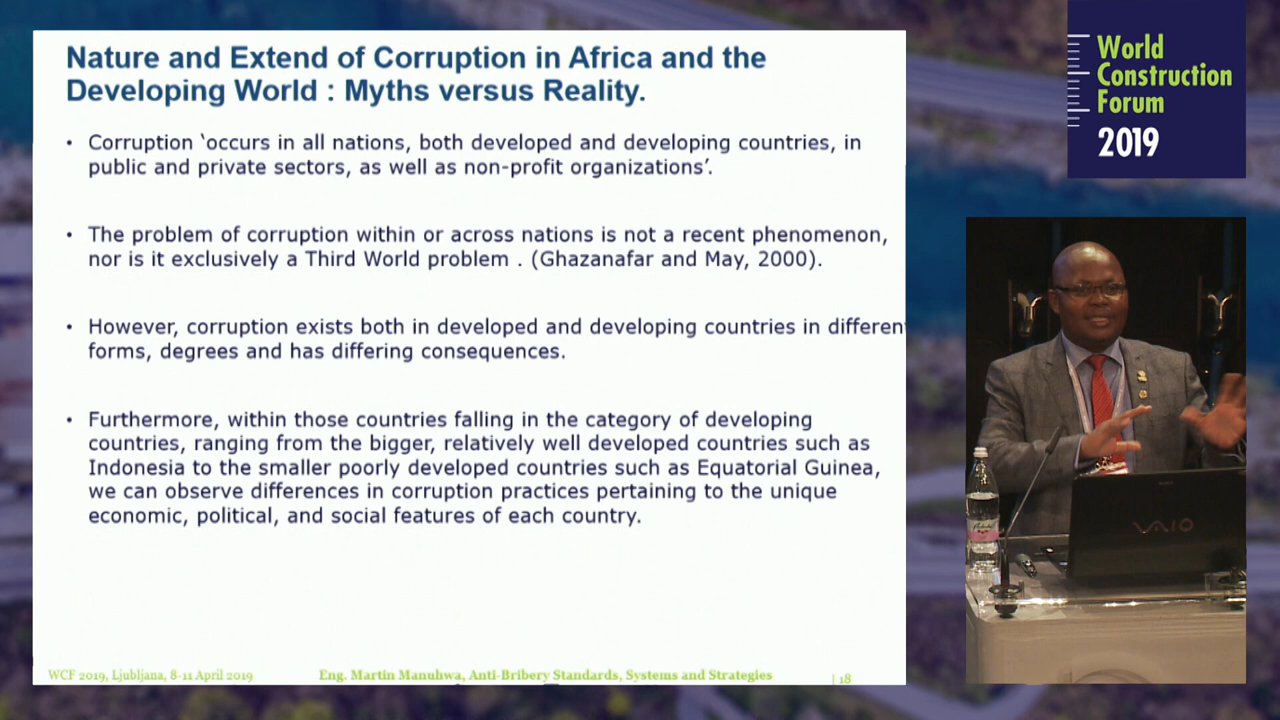 Nature and Extend of Corruption in Africa and the
Developing World : Myths versus Reality.
• Corruption ‘occurs in all nations, both developed and developing countries, in
public and private sectors, as well as non-profit organizations’.
• The problem of corruption within or across nations is not a recent phenomenon,
nor is it exclusively a Third World problem . (Ghazanafar and May, 2000).
• However, corruption exists both in developed and developing countries in differen
forms, degrees and has differing consequences.
• Furthermore, within those countries falling in the category of developing
countries, ranging from the bigger, relatively well developed countries such as
Indonesia to the smaller poorly developed countries such as Equatorial Guinea,
we can observe differences in corruption practices pertaining to the unique
economic, political, and social features of each country.
WCF 2019, Ljubljana, 8-11 April 2019
Eng. Martin Manuhwa, Anti-Bribery Standards, Systems and Strategies
| 18
World
Construction
Forum
2019
VAIO